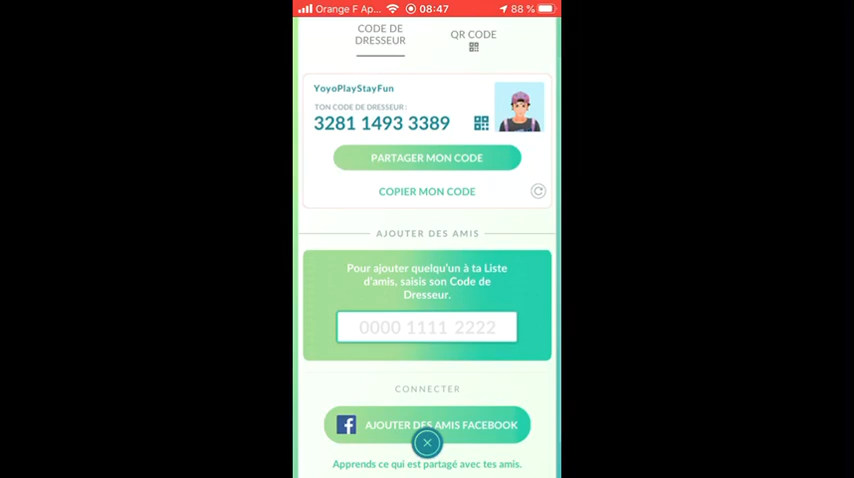 Orange F Ap... 08:47 88 %
CODE DE
DRESSEUR
QR CODE
YoyoPlayStayFun
TON CODE DE DRESSEUR :
3281 1493 3389
PARTAGER MON CODE
COPIER MON CODE
AJOUTER DES AMIS
Pour ajouter quelqu'un à ta Liste
d'amis, saisis son Code de
Dresseur.
0000 1111 2222
CONNECTER
AJOUTER DES AMIS FACEBOOK
Apprends ce qui est partagé avec tes amis.